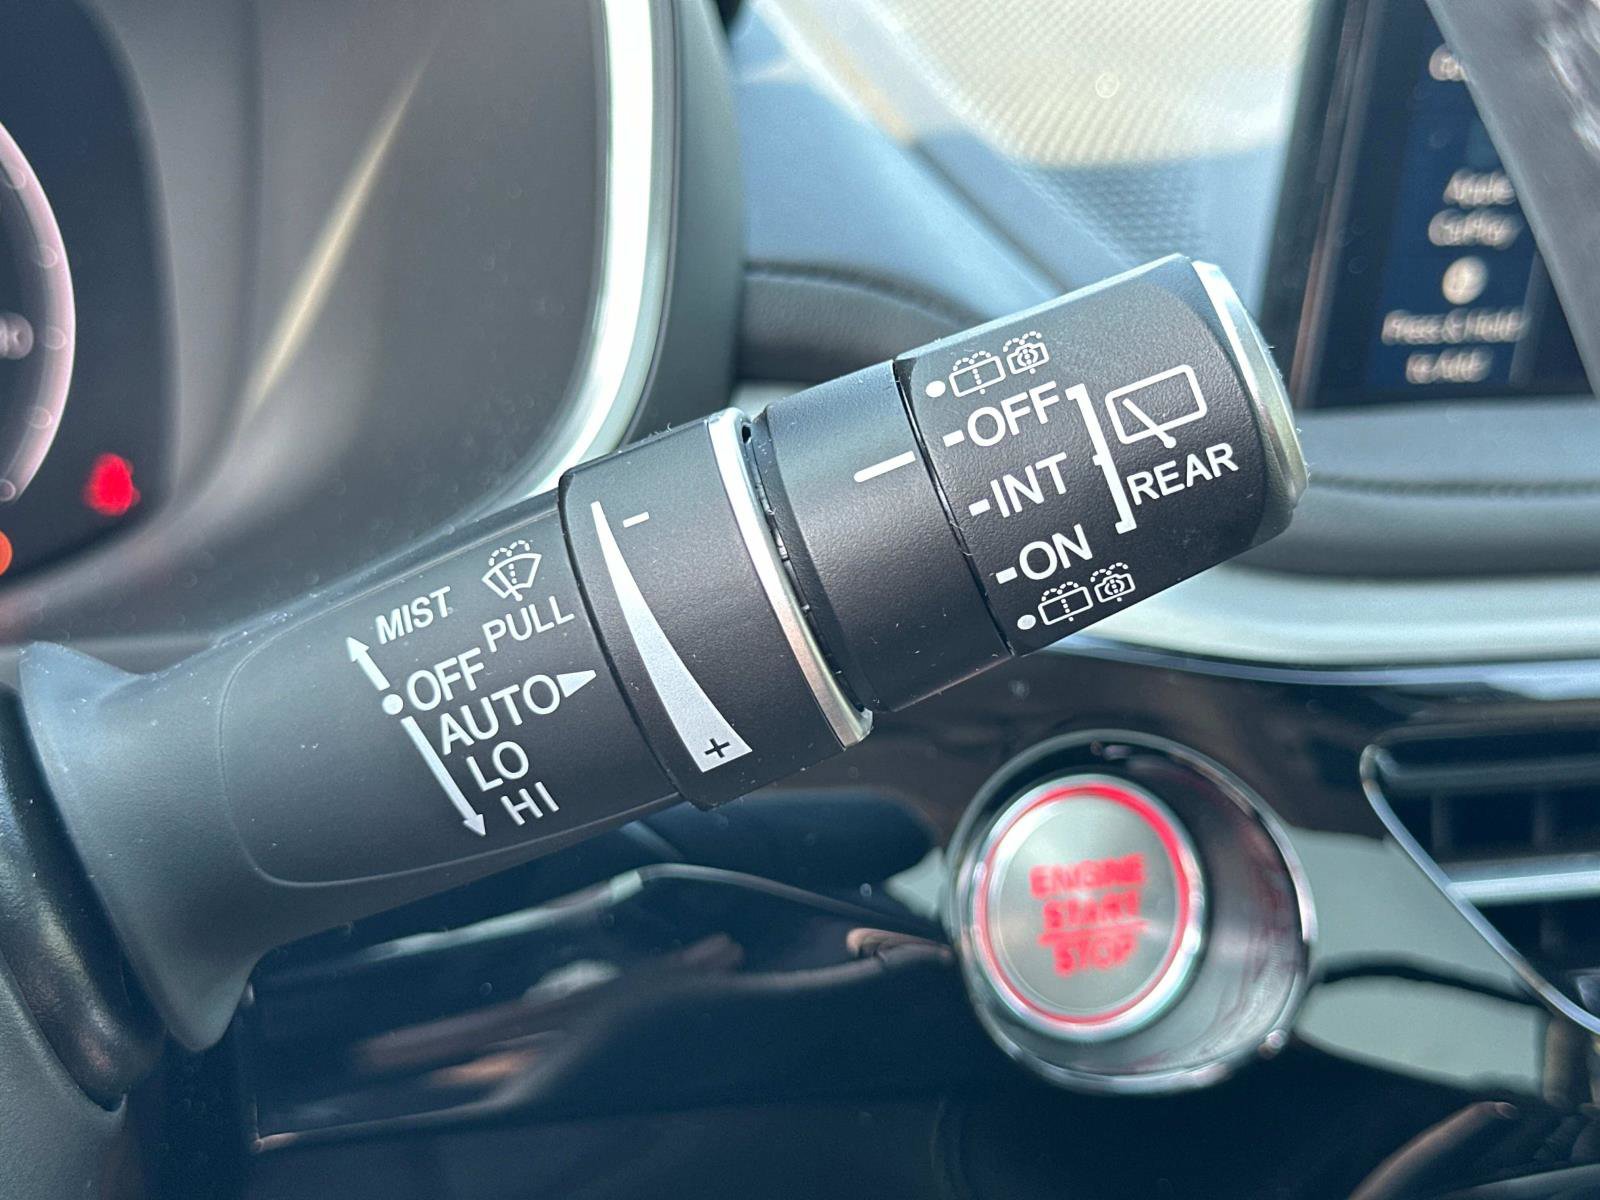 MIST
PULL
OFF
AUTO
LO
HI
-
+
-OFF
-INT
-ON
REAR
ENGINE
START
STOP
Apple
CarPlay
Press & Hold
to Add